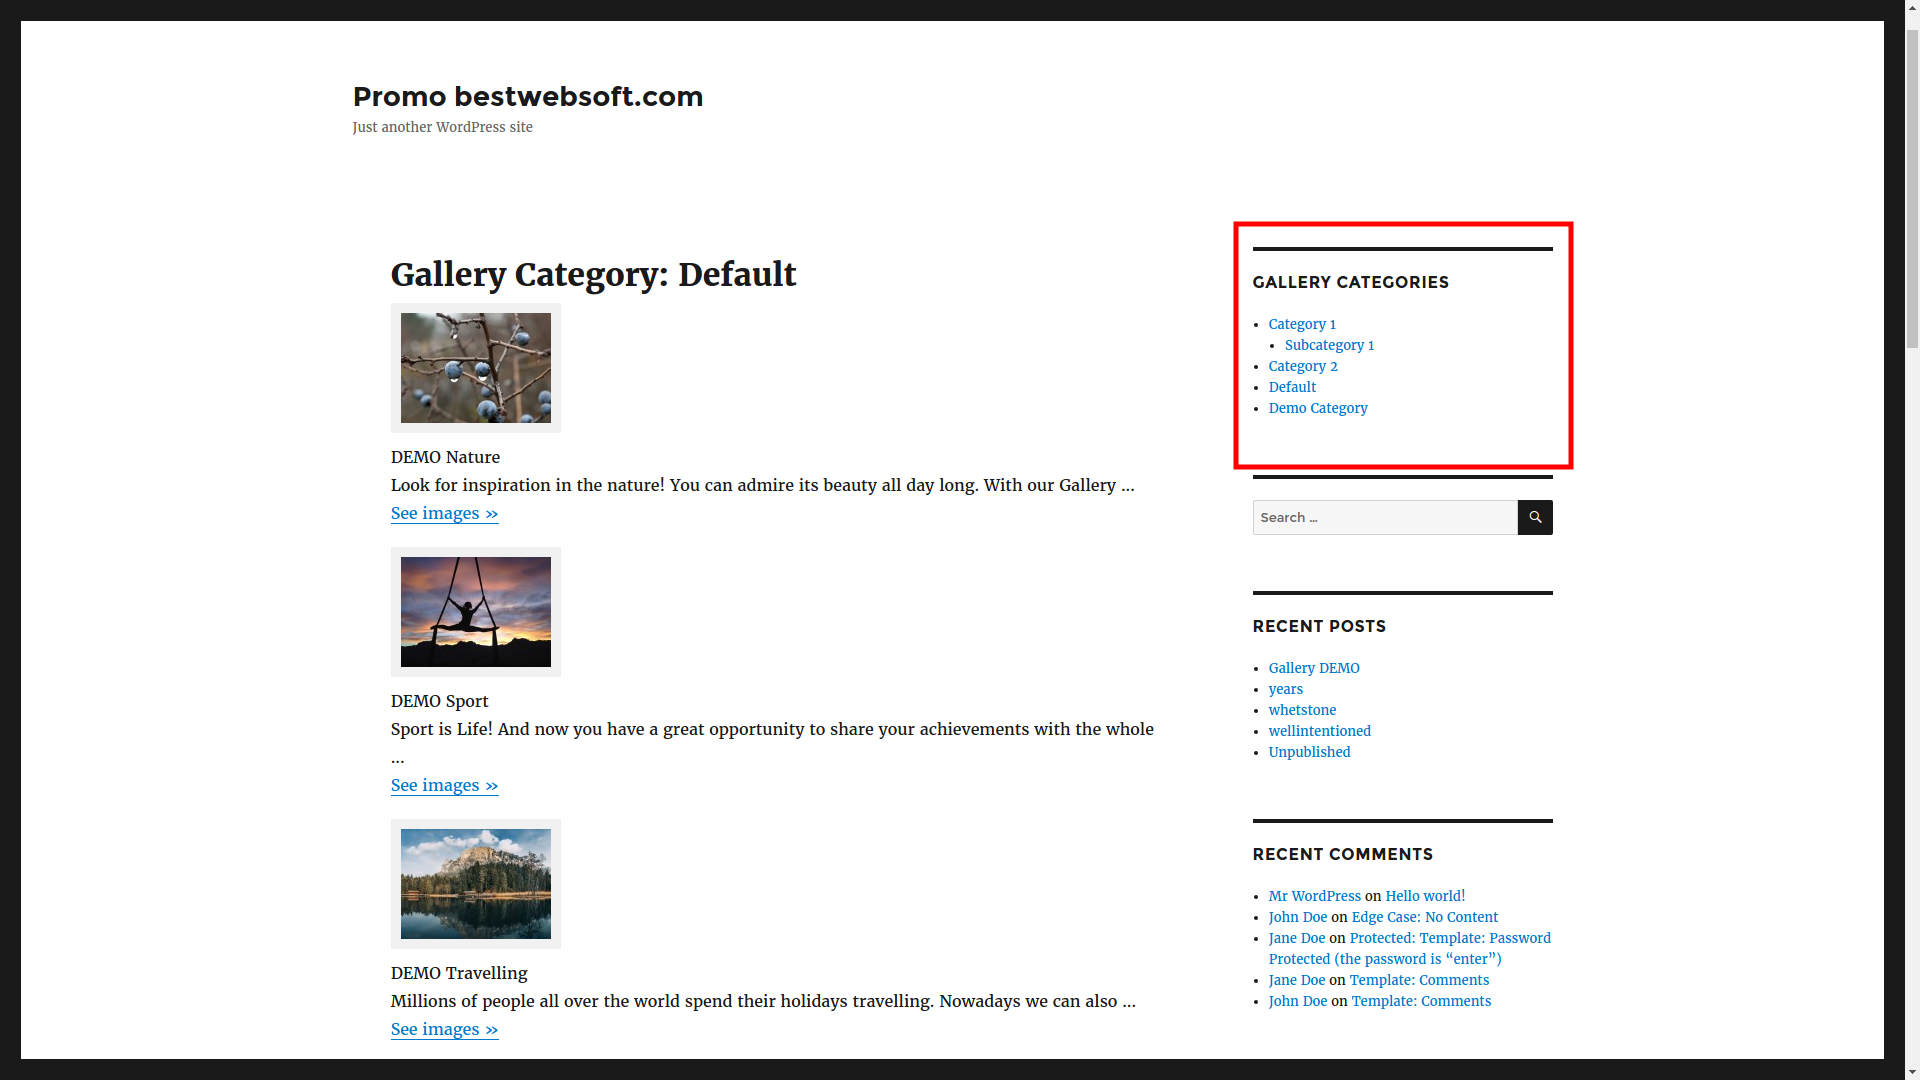 Promo bestwebsoft.com
Just another WordPress site
Gallery Category: Default
DEMO Nature
Look for inspiration in the nature! You can admire its beauty all day long. With our Gallery ...
See images »
DEMO Sport
Sport is Life! And now you have a great opportunity to share your achievements with the whole
...
See images »
DEMO Travelling
Millions of people all over the world spend their holidays travelling. Nowadays we can also ...
See images »
GALLERY CATEGORIES
Category 1
Subcategory 1
Category 2
Default
Demo Category
Search …
RECENT POSTS
Gallery DEMO
years
whetstone
wellintentioned
Unpublished
RECENT COMMENTS
Mr WordPress on Hello world!
John Doe on Edge Case: No Content
Jane Doe on Protected: Template: Password
Protected (the password is “enter”)
Jane Doe on Template: Comments
John Doe on Template: Comments